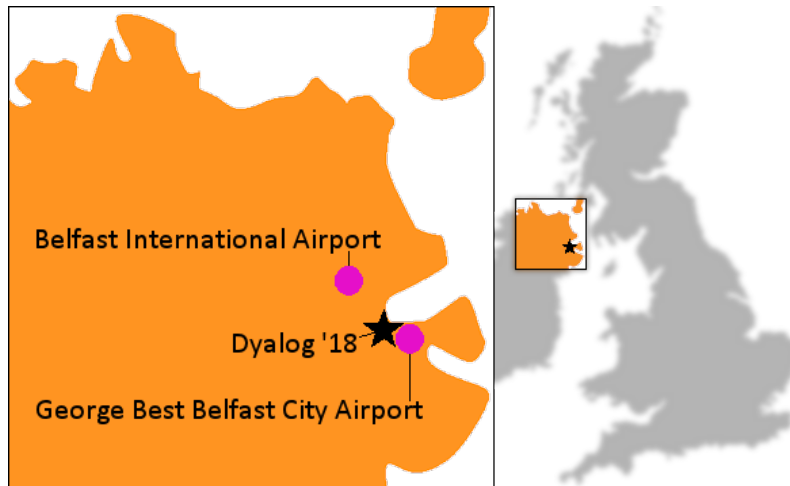 Belfast International Airport
Dyalog '18
George Best Belfast City Airport